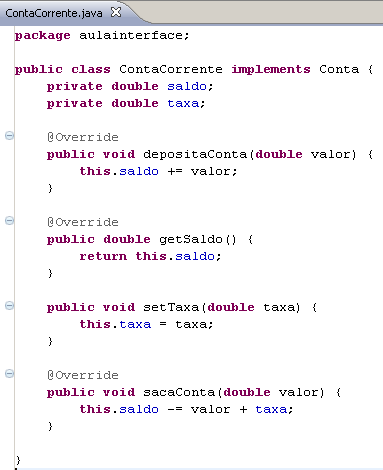 ContaCorrente.java
package aulainterface;
public class ContaCorrente implements Conta {
    private double saldo;
    private double taxa;
    @Override
    public void depositaConta(double valor) {
        this.saldo += valor;
    }
    @Override
    public double getSaldo() {
        return this.saldo;
    }
    public void setTaxa(double taxa) {
        this.taxa = taxa;
    }
    @Override
    public void sacaConta(double valor) {
        this.saldo -= valor + taxa;
    }
}